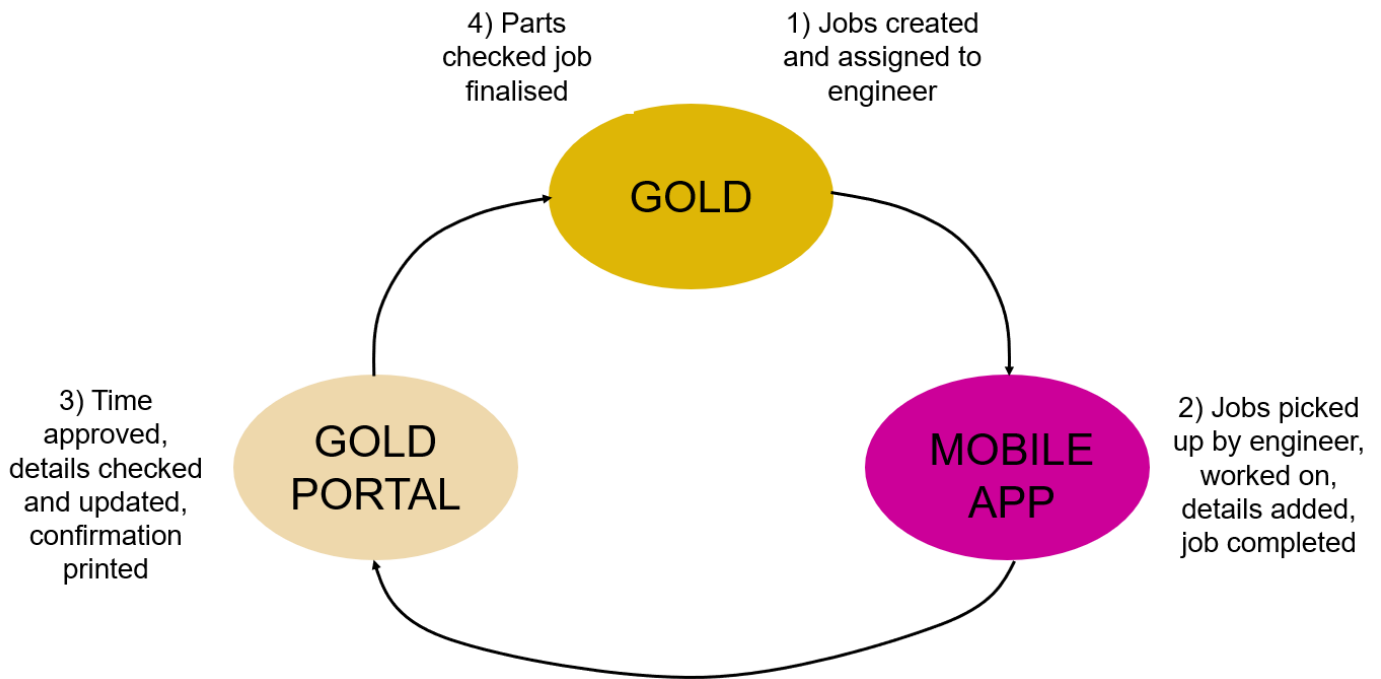 4) Parts
checked job
finalised
1) Jobs created
and assigned to
engineer
GOLD
3) Time
approved,
details checked
and updated,
confirmation
printed
GOLD
PORTAL
MOBILE
APP
2) Jobs picked
up by engineer,
worked on,
details added,
job completed